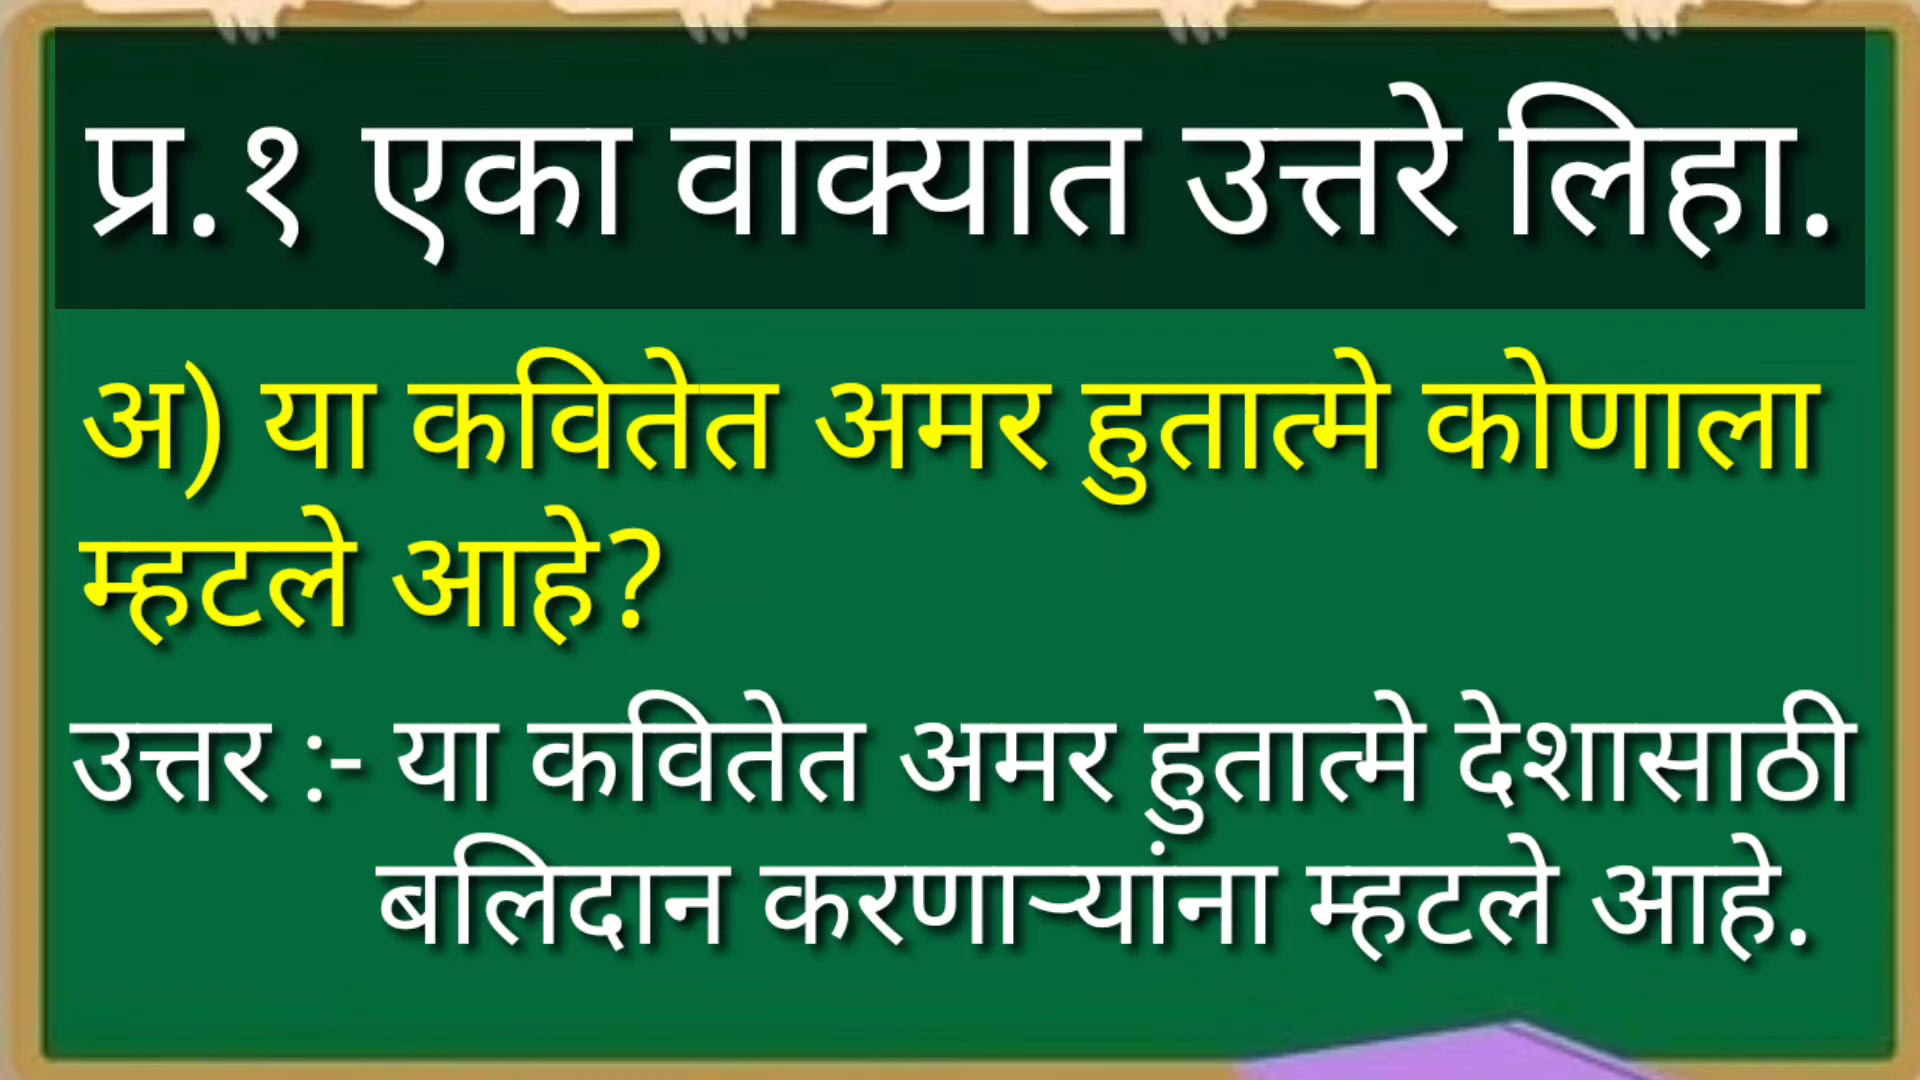 प्र.१ एका वाक्यात उत्तरे लिहा.
अ) या कवितेत अमर हुतात्मे कोणाला
म्हटले आहे?
उत्तर :- या कवितेत अमर हुतात्मे देशासाठी
बलिदान करणाऱ्यांना म्हटले आहे.